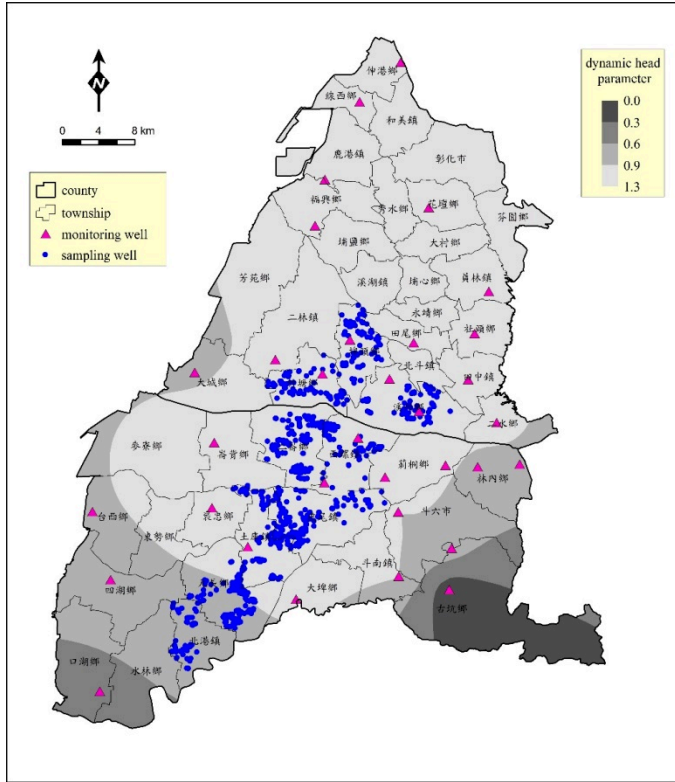 dynamic head
parameter
0.0
0.3
0.6
0.9
1.3
N
0 4 8 km
county
township
monitoring well
sampling well
伸港鄉
線西鄉
和美鎮
鹿港鎮
彰化市
福興鄉
秀水鄉
花壇鄉
芬園鄉
埔鹽鄉
大村鄉
芳苑鄉
溪湖鎮
埔心鄉
員林鎮
二林鎮
永靖鄉
社頭鄉
田尾鄉
北斗鎮
田中鎮
大城鄉
二水鄉
麥寮鄉
崙背鄉
莿桐鄉
林內鄉
台西鄉
東勢鄉
褒忠鄉
斗六市
斗南鎮
四湖鄉
大埤鄉
古坑鄉
北港鎮
口湖鄉
水林鄉